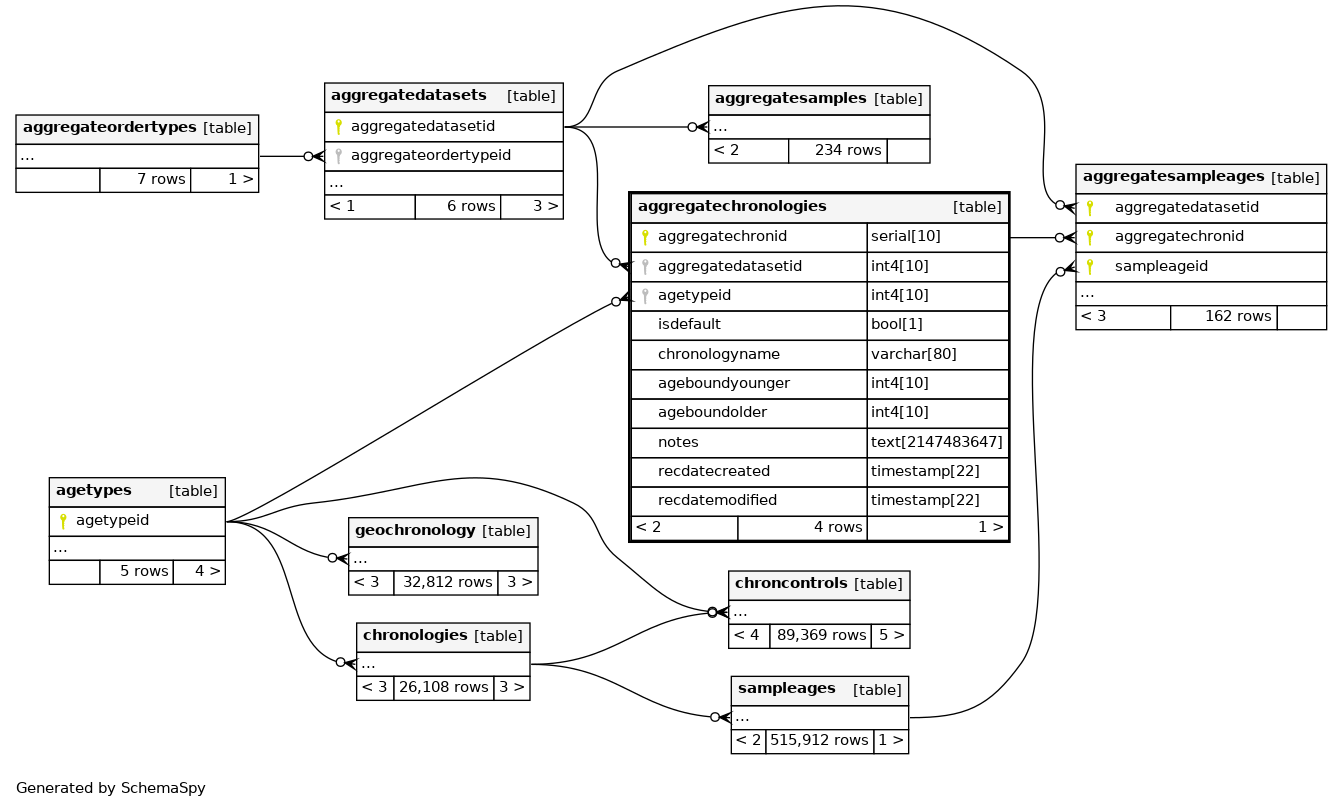 aggregateordertypes [table]
...
7 rows 1 >
aggregatedatasets [table]
aggregatedatasetid
aggregateordertypeid
...
< 1 6 rows 3 >
aggregatesamples [table]
...
< 2 234 rows
aggregatesampleages [table]
aggregatedatasetid
aggregatechronid
sampleageid
...
< 3 162 rows
aggregatechronologies [table]
aggregatechronid serial[10]
aggregatedatasetid int4[10]
agetypeid int4[10]
isdefault bool[1]
chronologyname varchar[80]
ageboundyounger int4[10]
ageboundolder int4[10]
notes text[2147483647]
recdatecreated timestamp[22]
recdatemodified timestamp[22]
< 2 4 rows 1 >
agetypes [table]
agetypeid
...
5 rows 4 >
geochronology [table]
...
< 3 32,812 rows 3 >
chronologies [table]
...
< 3 26,108 rows 3 >
chroncontrols [table]
...
< 4 89,369 rows 5 >
sampleages [table]
...
< 2 515,912 rows 1 >
Generated by SchemaSpy